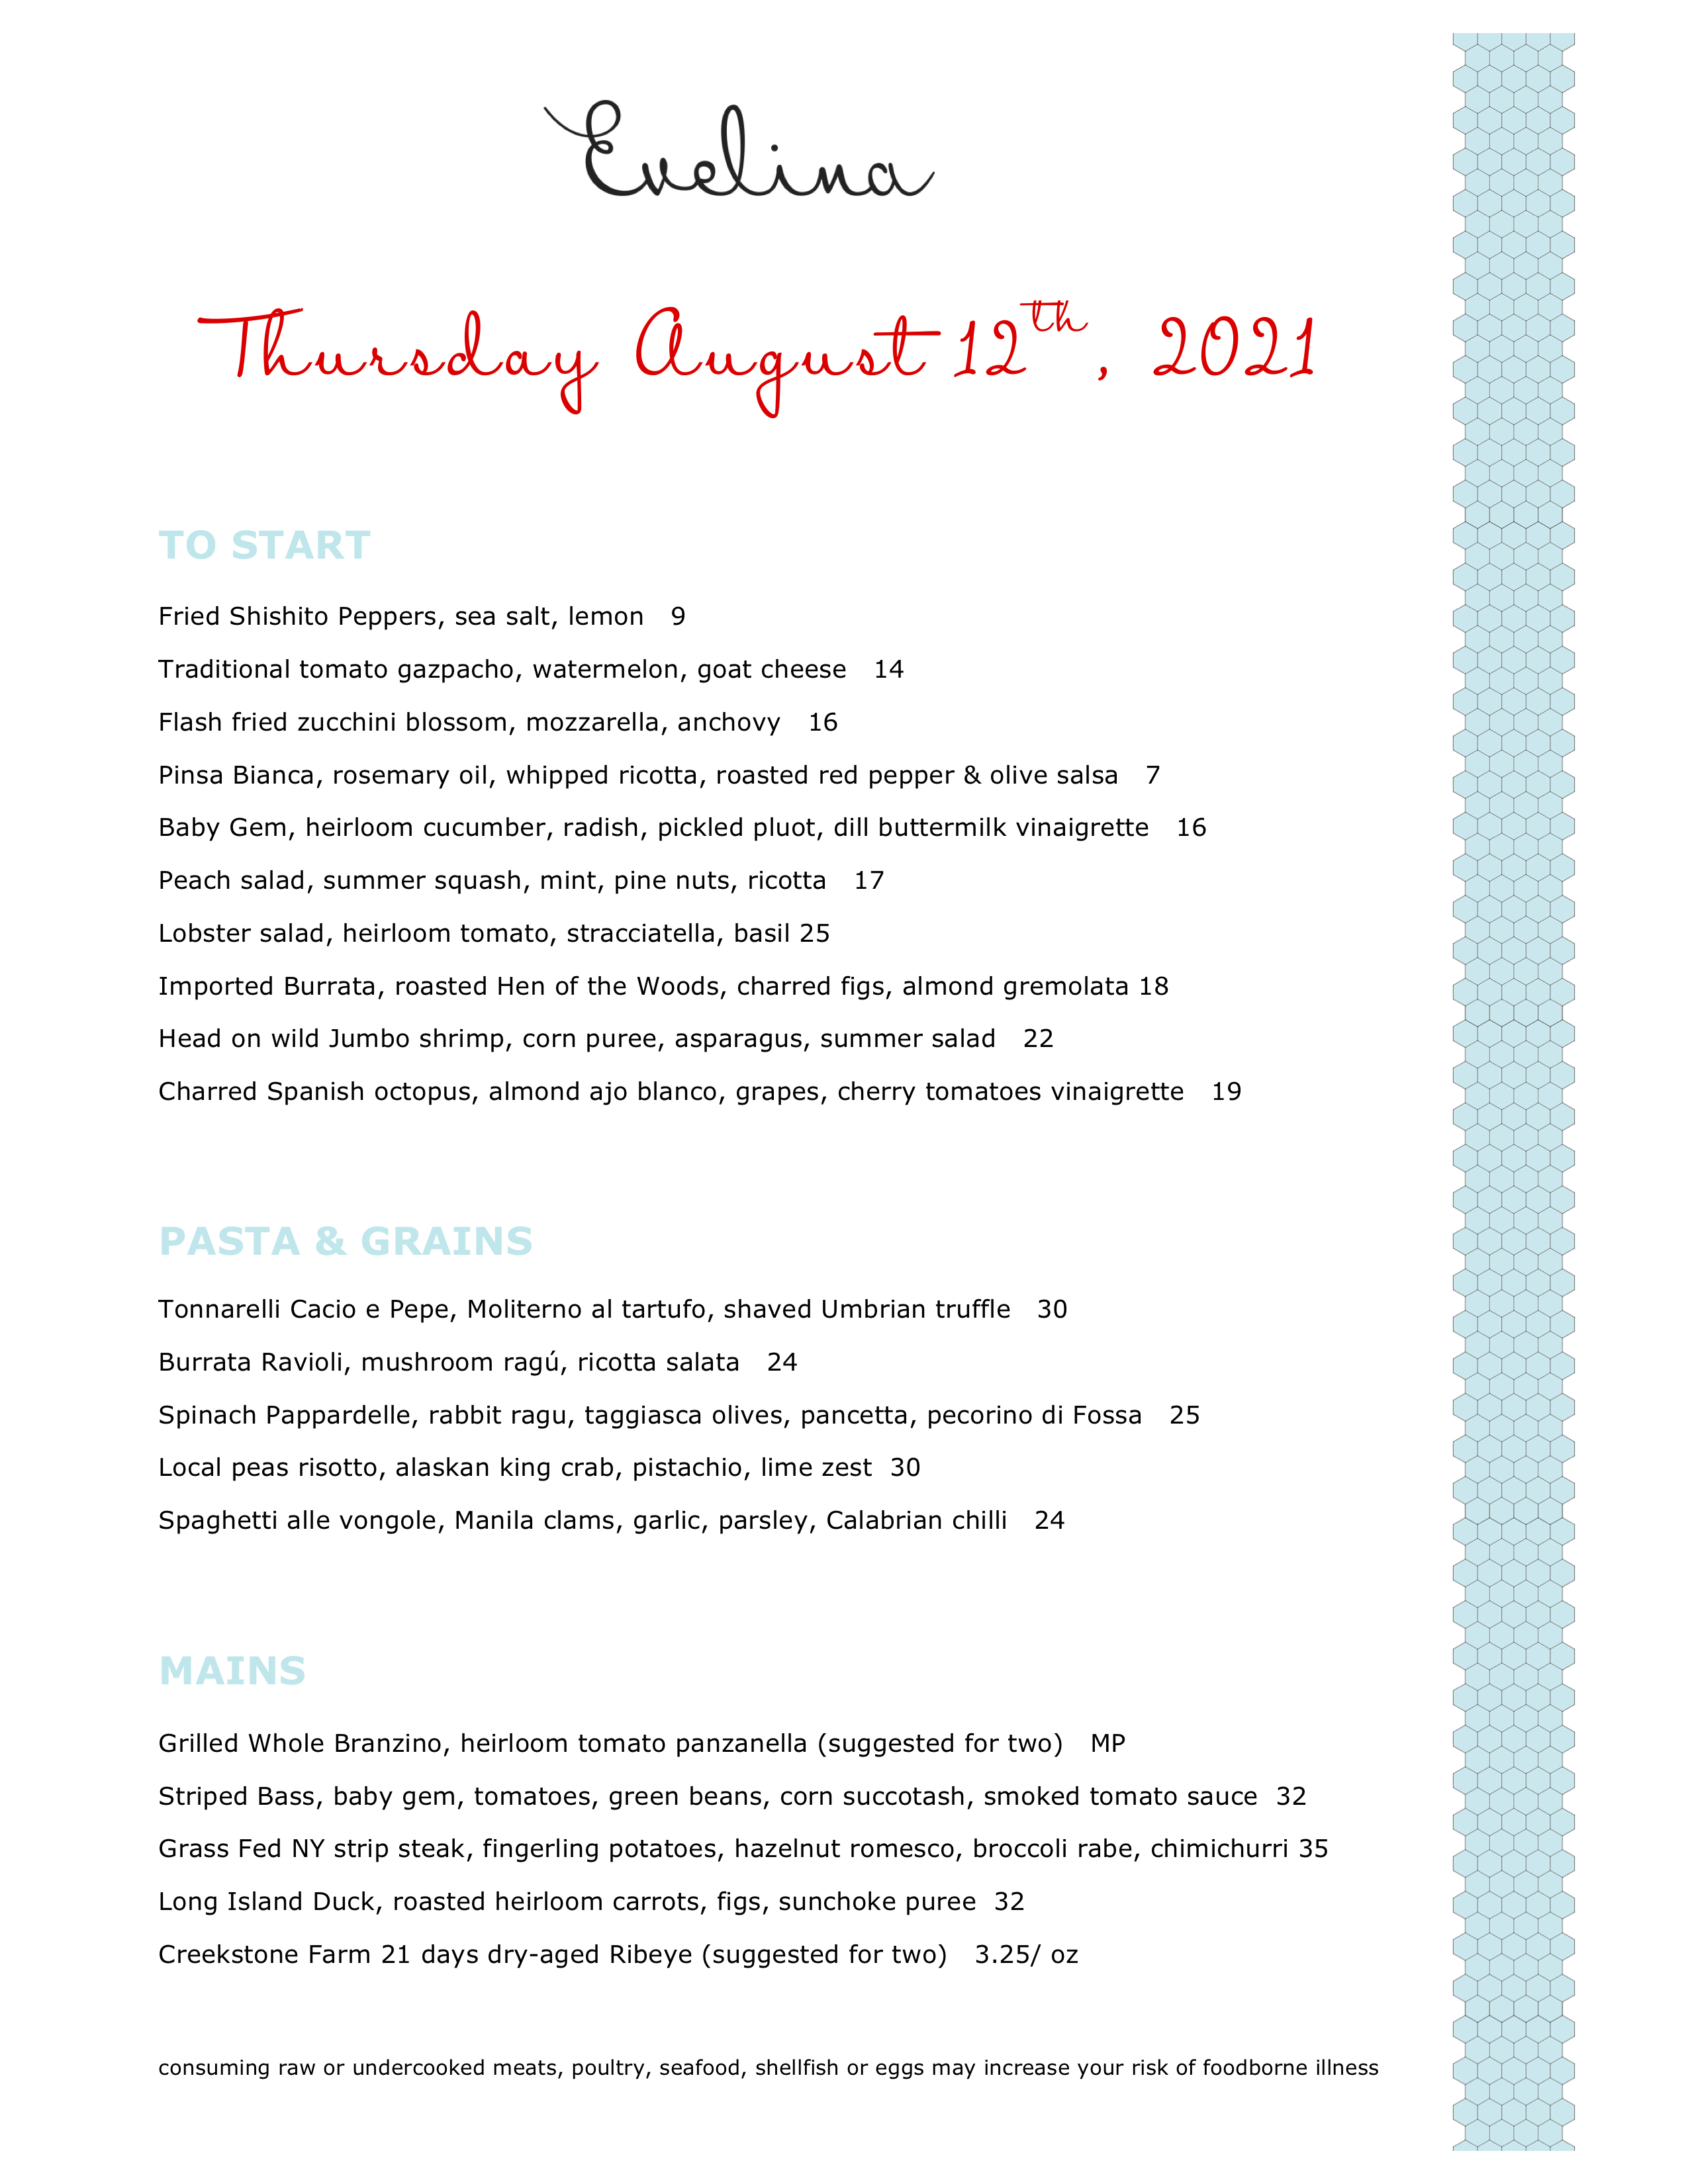 Evelina
Thursday August 12th, 2021
TO START
Fried Shishito Peppers, sea salt, lemon 9
Traditional tomato gazpacho, watermelon, goat cheese 14
Flash fried zucchini blossom, mozzarella, anchovy 16
Pinsa Bianca, rosemary oil, whipped ricotta, roasted red pepper & olive salsa 7
Baby Gem, heirloom cucumber, radish, pickled pluot, dill buttermilk vinaigrette 16
Peach salad, summer squash, mint, pine nuts, ricotta 17
Lobster salad, heirloom tomato, stracciatella, basil 25
Imported Burrata, roasted Hen of the Woods, charred figs, almond gremolata 18
Head on wild Jumbo shrimp, corn puree, asparagus, summer salad 22
Charred Spanish octopus, almond ajo blanco, grapes, cherry tomatoes vinaigrette 19
PASTA & GRAINS
Tonnarelli Cacio e Pepe, Moliterno al tartufo, shaved Umbrian truffle 30
Burrata Ravioli, mushroom ragú, ricotta salata 24
Spinach Pappardelle, rabbit ragu, taggiasca olives, pancetta, pecorino di Fossa 25
Local peas risotto, alaskan king crab, pistachio, lime zest 30
Spaghetti alle vongole, Manila clams, garlic, parsley, Calabrian chilli 24
MAINS
Grilled Whole Branzino, heirloom tomato panzanella (suggested for two) MP
Striped Bass, baby gem, tomatoes, green beans, corn succotash, smoked tomato sauce 32
Grass Fed NY strip steak, fingerling potatoes, hazelnut romesco, broccoli rabe, chimichurri 35
Long Island Duck, roasted heirloom carrots, figs, sunchoke puree 32
Creekstone Farm 21 days dry-aged Ribeye (suggested for two) 3.25/ oz
consuming raw or undercooked meats, poultry, seafood, shellfish or eggs may increase your risk of foodborne illness